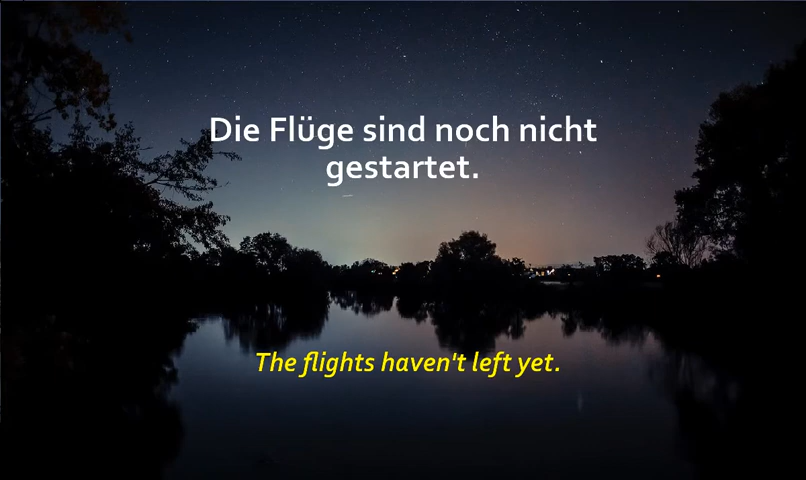 Die Flüge sind noch nicht
gestartet.
The flights haven't left yet.